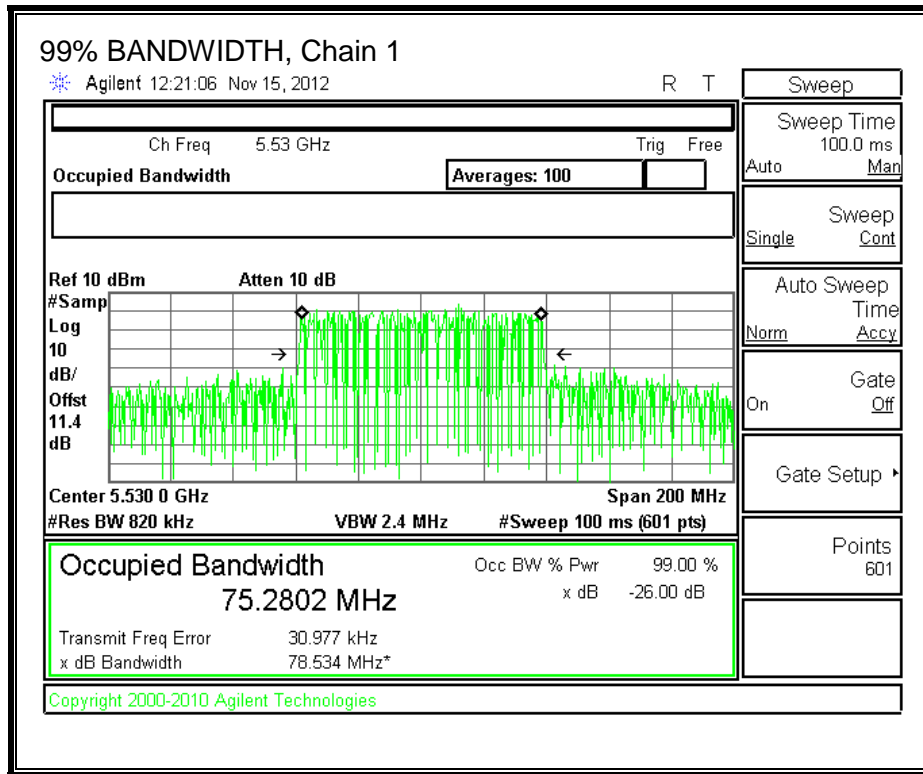 99% BANDWIDTH, Chain 1
Agilent 12:21:06 Nov 15, 2012 R T
Ch Freq 5.53 GHz Trig Free
Occupied Bandwidth Averages: 100
Ref 10 dBm Atten 10 dB
#Samp
Log
10
dB/
Offst
11.4
dB
Center 5.530 0 GHz Span 200 MHz
#Res BW 820 kHz VBW 2.4 MHz #Sweep 100 ms (601 pts)
Occupied Bandwidth Occ BW % Pwr 99.00 %
75.2802 MHz x dB -26.00 dB
Transmit Freq Error 30.977 kHz
x dB Bandwidth 78.534 MHz*
Copyright 2000-2010 Agilent Technologies
Sweep
Sweep Time
100.0 ms
Auto Man
Sweep
Single Cont
Auto Sweep
Time
Norm Accy
Gate
On Off
Gate Setup
Points
601